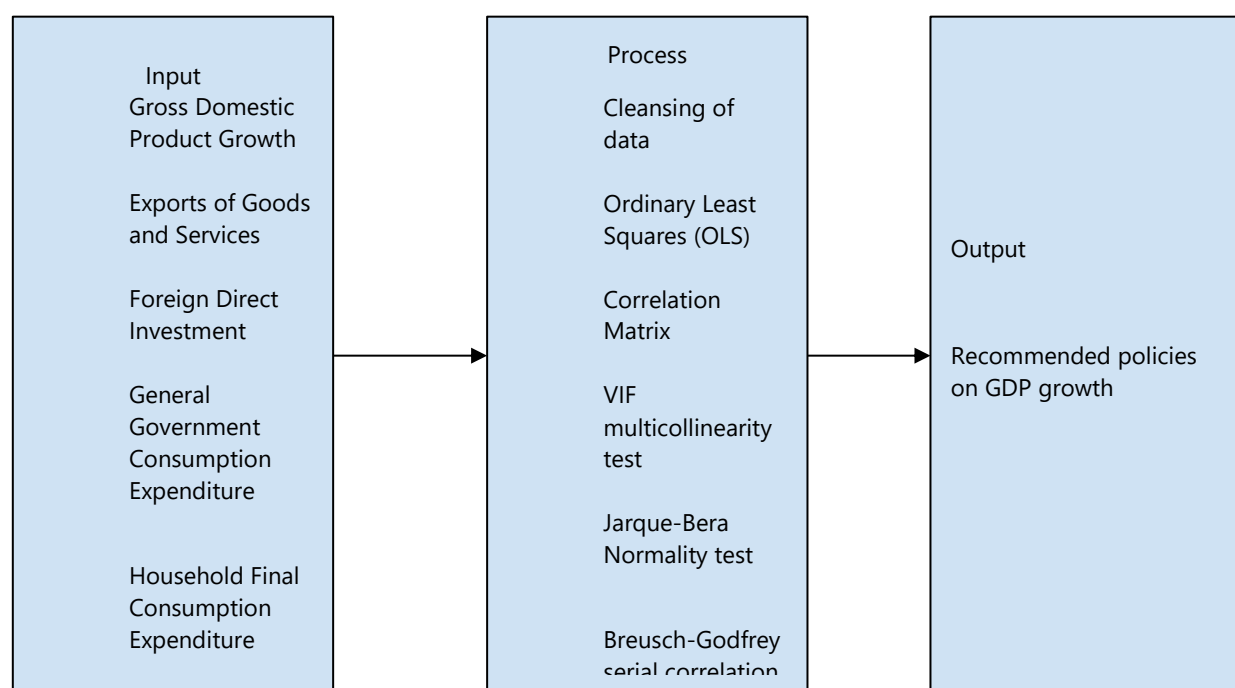 Input
Gross Domestic
Product Growth
Exports of Goods
and Services
Foreign Direct
Investment
General
Government
Consumption
Expenditure
Household Final
Consumption
Expenditure
Process
Cleansing of
data
Ordinary Least
Squares (OLS)
Correlation
Matrix
VIF
multicollinearity
test
Jarque-Bera
Normality test
Breusch-Godfrey
serial correlation
Output
Recommended policies
on GDP growth